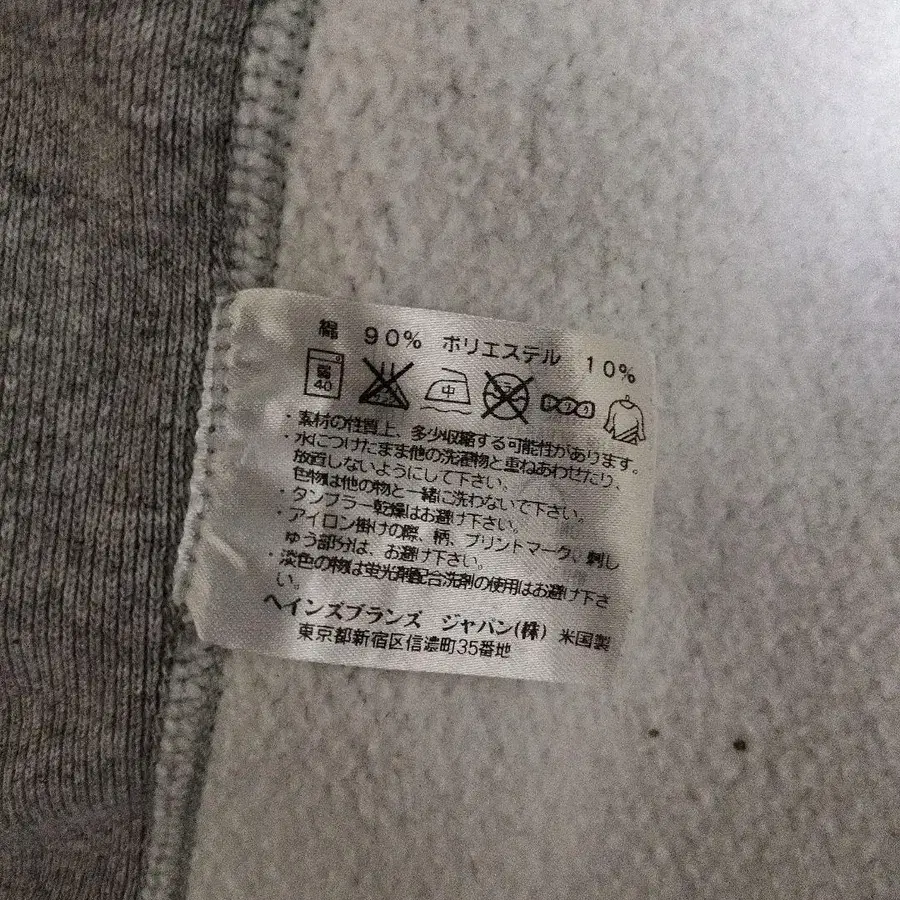 綿 90% ポリエステル 10%
40 中
・素材の性質上、多少収縮する可能性があります。
・水につけたまま他の洗濯物と重ねあわせたり、
放置しないようにして下さい。
色物は他の物と一緒に洗わないで下さい。
・タンブラー乾燥はお避け下さい。
・アイロン掛けの際、柄、プリントマーク、刺し
ゅう部分は、お避け下さい。
・淡色の物は蛍光剤配合洗剤の使用はお避け下さ
い。
ヘインズブランズ ジャパン(株) 米国製
東京都新宿区信濃町35番地